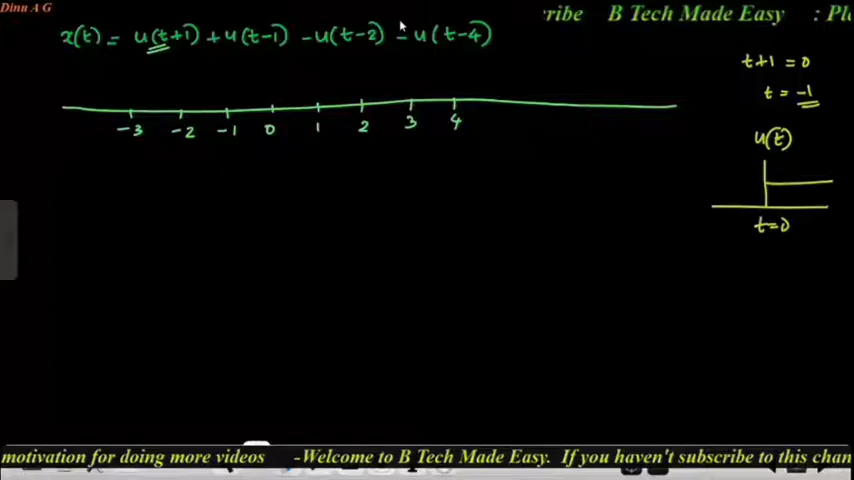 Dinu A G
ribe B Tech Made Easy : Pl
x(t) = u(t+1) + u(t-1) - u(t-2) - u(t-4)
t+1 = 0
t = -1
u(t)
-3 -2 -1 0 1 2 3 4
t=0
motivation for doing more videos -Welcome to B Tech Made Easy. If you haven't subscribe to this chan